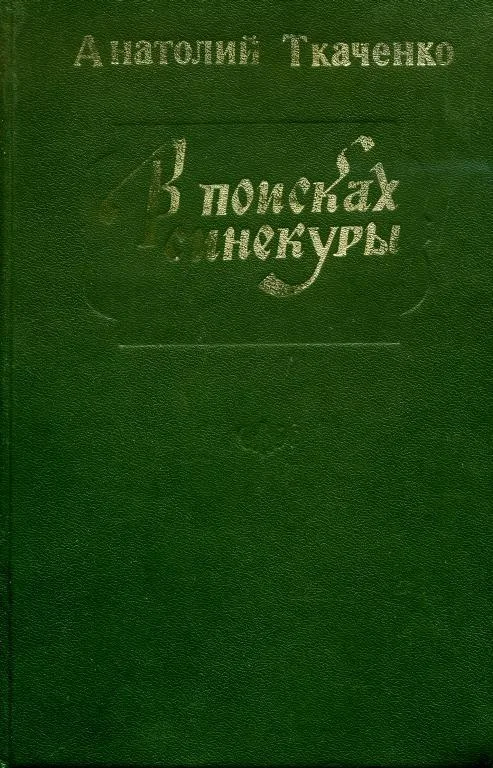 Анатолий Ткаченко
В поисках
синекуры